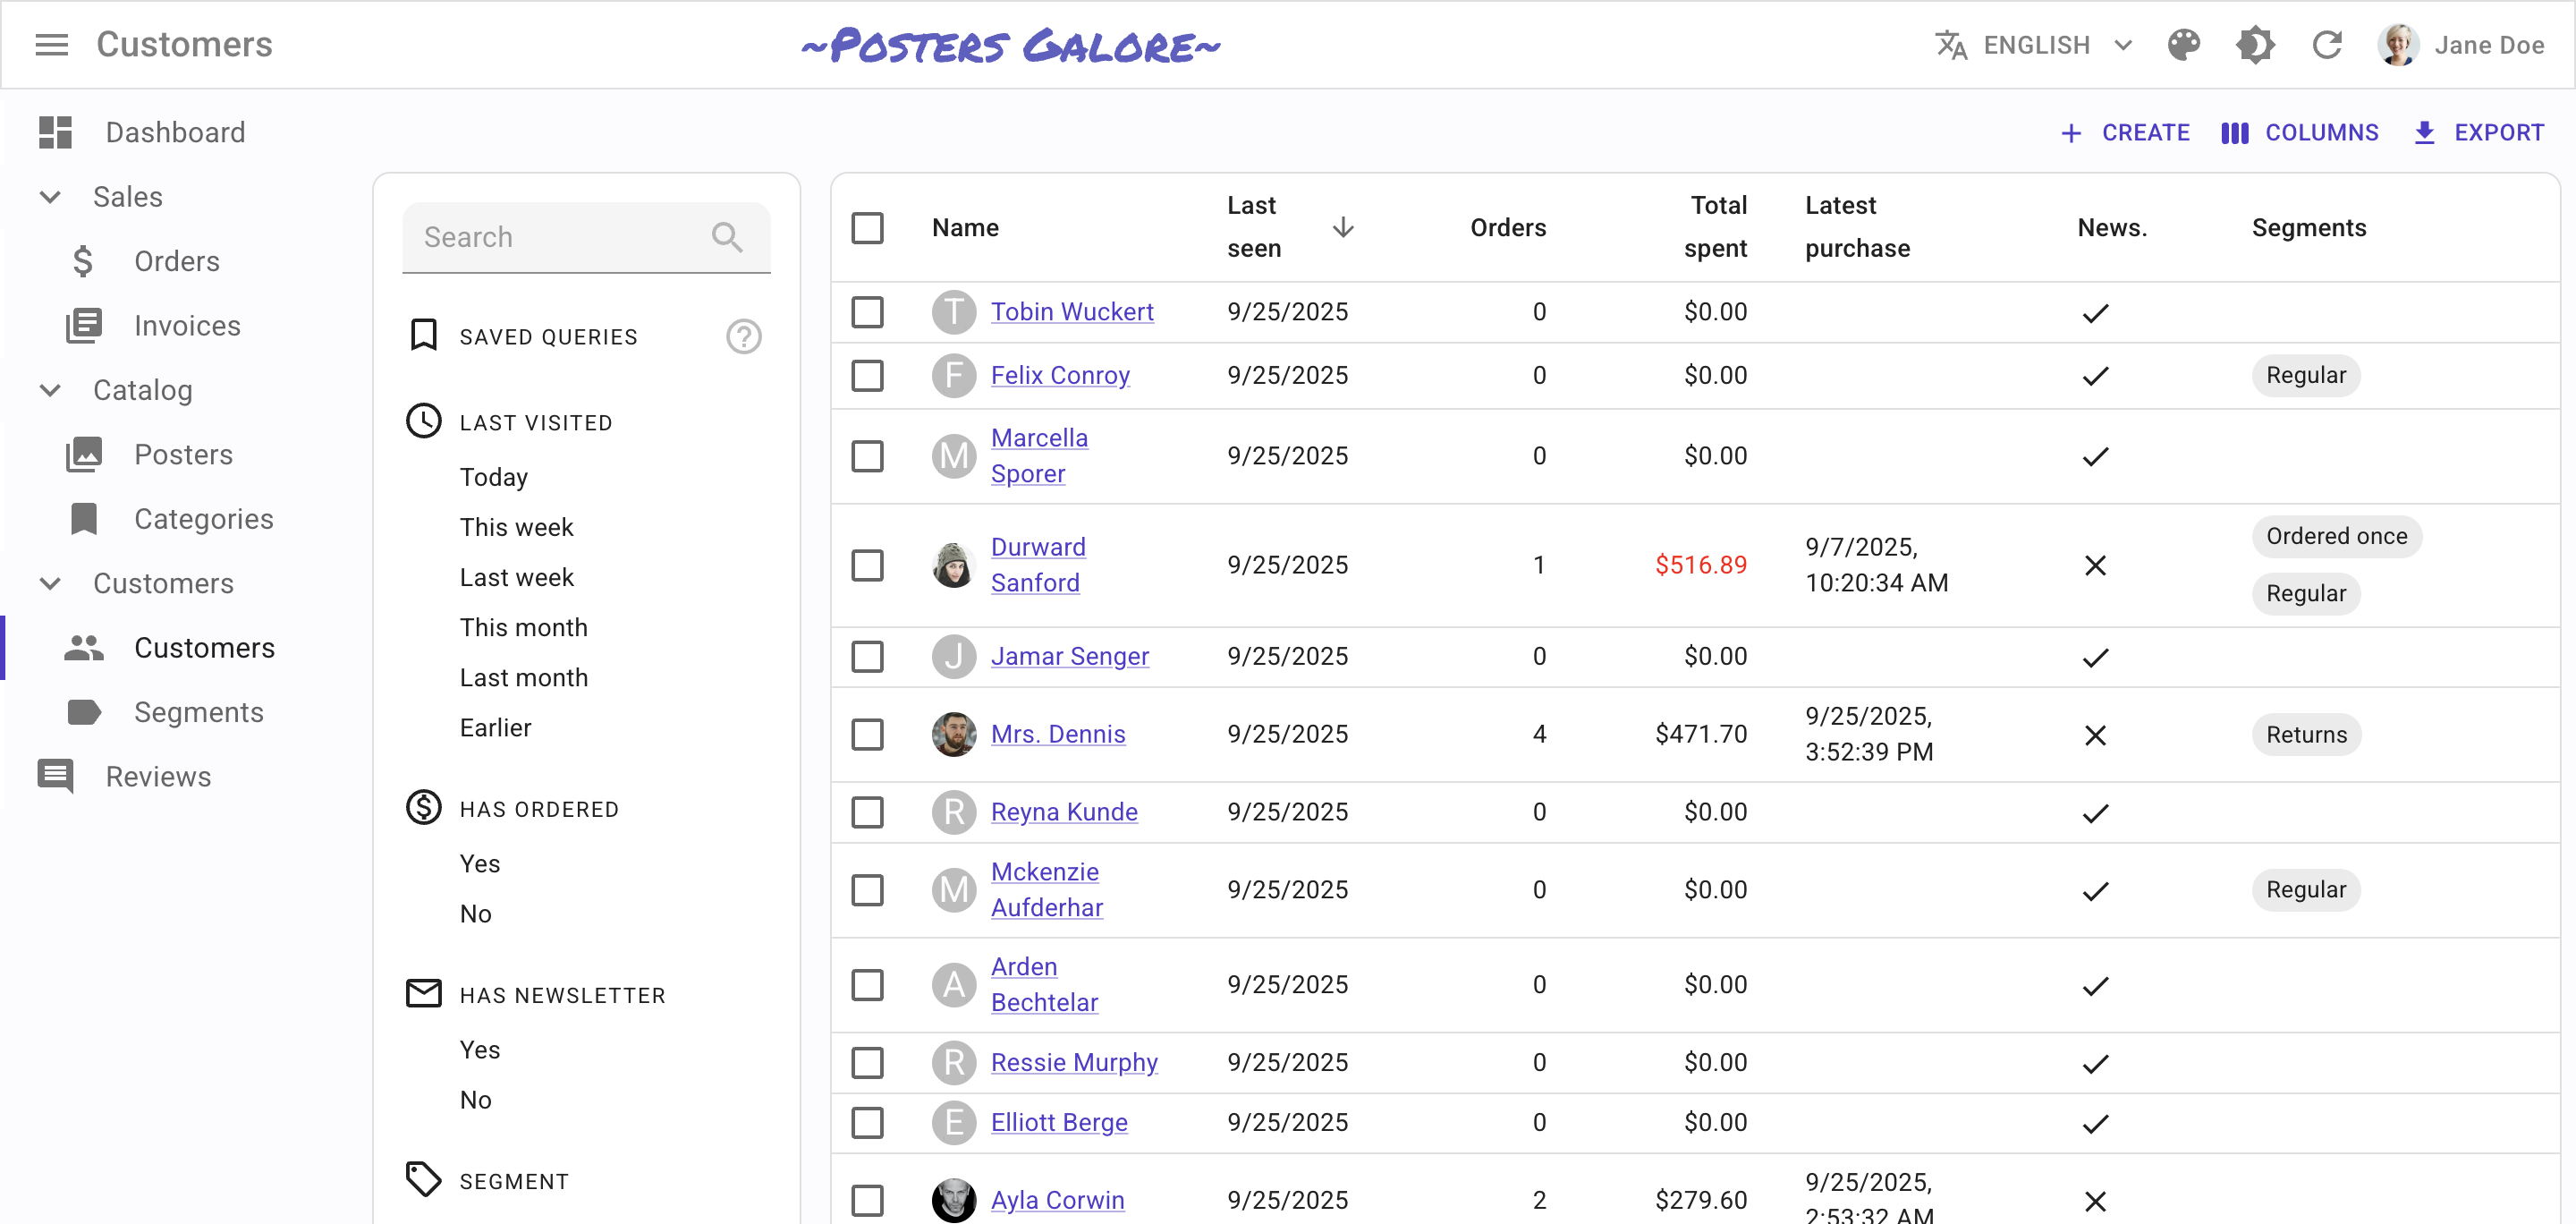 Customers
~Posters Galore~
ENGLISH
Jane Doe
Dashboard
Sales
Orders
Invoices
Catalog
Posters
Categories
Customers
Customers
Segments
Reviews
CREATE
COLUMNS
EXPORT
Search
SAVED QUERIES
?
LAST VISITED
Today
This week
Last week
This month
Last month
Earlier
HAS ORDERED
Yes
No
HAS NEWSLETTER
Yes
No
SEGMENT
Name Last seen Orders Total spent Latest purchase News. Segments
T Tobin Wuckert 9/25/2025 0 $0.00
F Felix Conroy 9/25/2025 0 $0.00 Regular
M Marcella Sporer 9/25/2025 0 $0.00
Durward Sanford 9/25/2025 1 $516.89 9/7/2025, 10:20:34 AM Ordered once Regular
J Jamar Senger 9/25/2025 0 $0.00
Mrs. Dennis 9/25/2025 4 $471.70 9/25/2025, 3:52:39 PM Returns
R Reyna Kunde 9/25/2025 0 $0.00
M Mckenzie Aufderhar 9/25/2025 0 $0.00 Regular
A Arden Bechtelar 9/25/2025 0 $0.00
R Ressie Murphy 9/25/2025 0 $0.00
E Elliott Berge 9/25/2025 0 $0.00
Ayla Corwin 9/25/2025 2 $279.60 9/25/2025, 2:53:32 AM